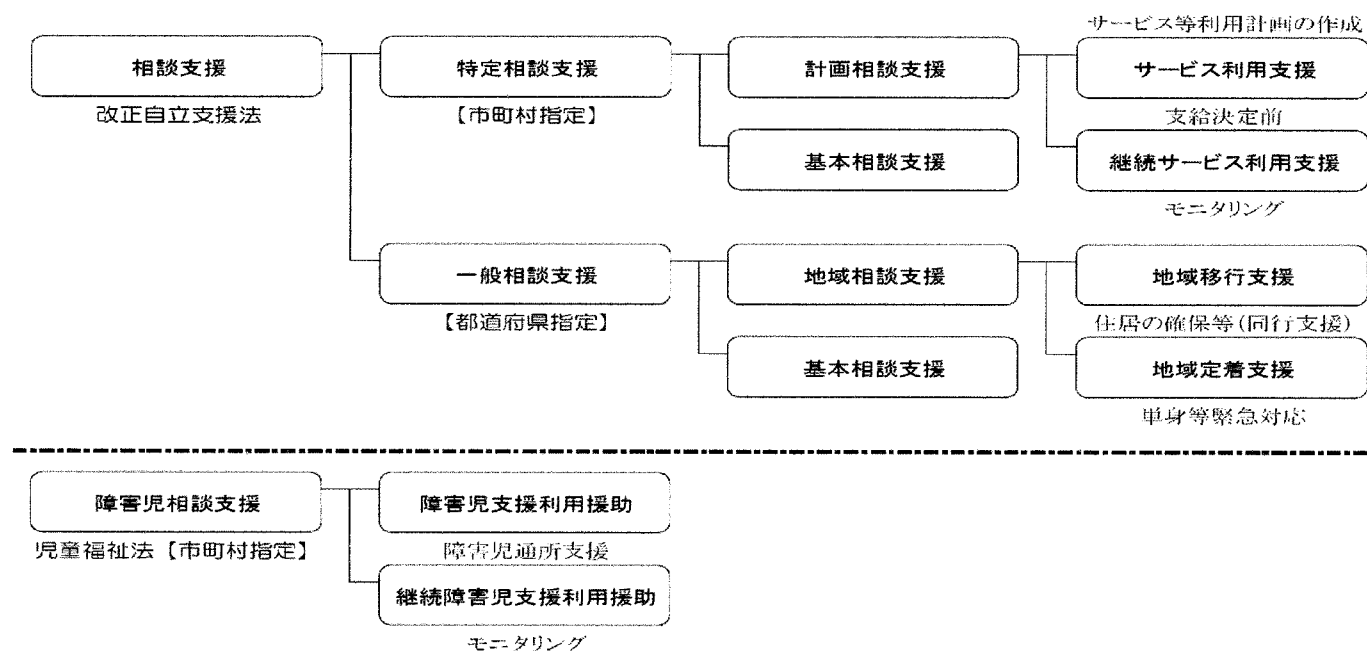 サービス等利用計画の作成
相談支援
特定相談支援
計画相談支援
サービス利用支援
改正自立支援法
【市町村指定】
支給決定前
基本相談支援
継続サービス利用支援
モニタリング
一般相談支援
地域相談支援
地域移行支援
【都道府県指定】
住居の確保等(同行支援)
基本相談支援
地域定着支援
単身等緊急対応
障害児相談支援
障害児支援利用援助
児童福祉法【市町村指定】
障害児通所支援
継続障害児支援利用援助
モニタリング